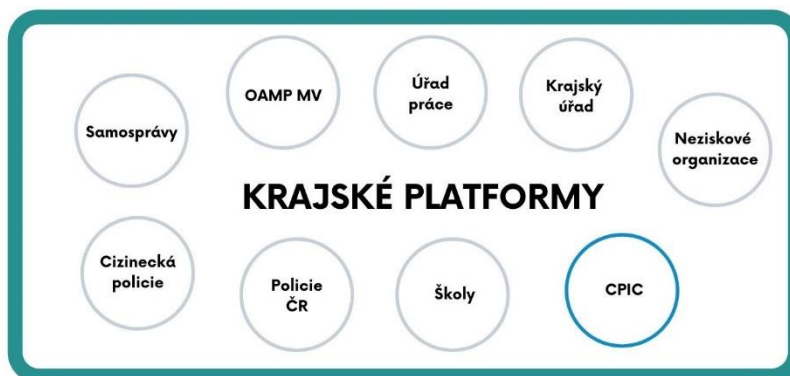 OAMP MV
Úřad
práce
Krajský
úřad
Samosprávy
Neziskové
organizace
KRAJSKÉ PLATFORMY
Cizinecká
policie
Policie
ČR
Školy
CPIC